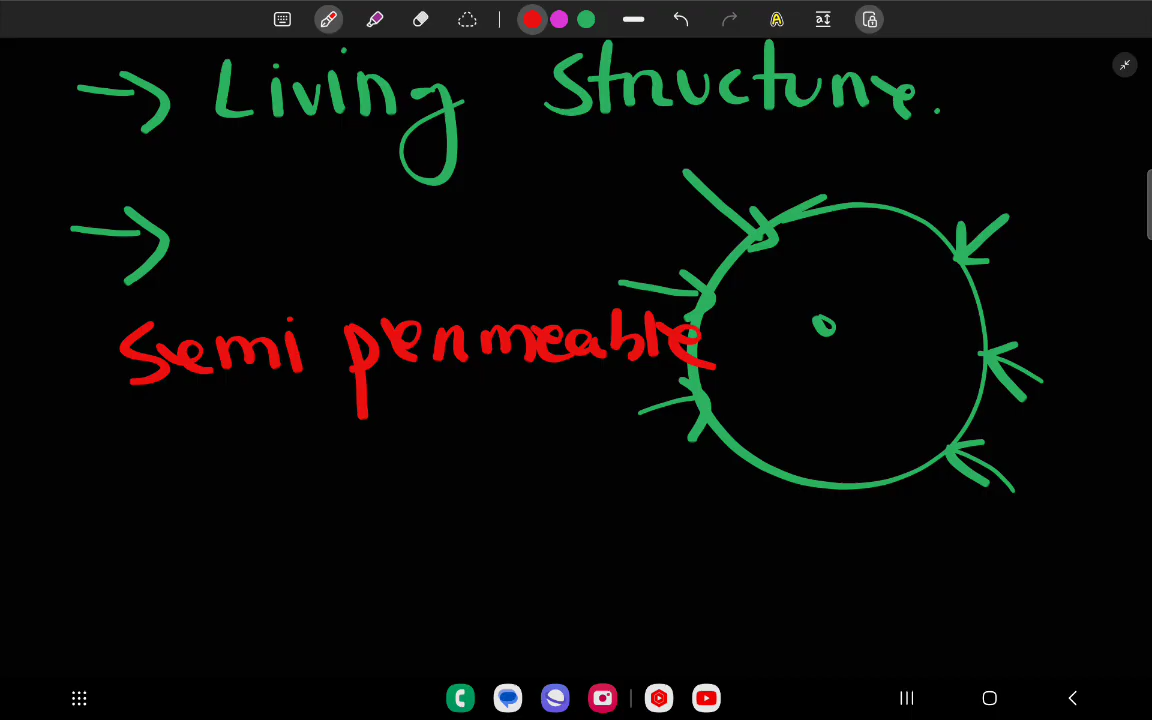 → Living Structure.
→
Semi permeable